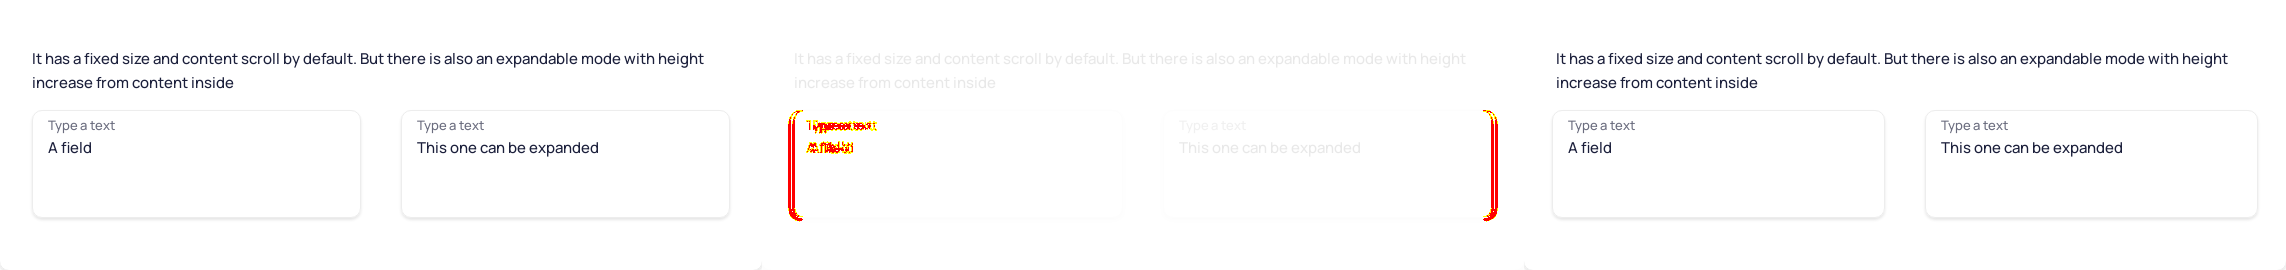 It has a fixed size and content scroll by default. But there is also an expandable mode with height
increase from content inside
Type a text
A field
Type a text
This one can be expanded
It has a fixed size and content scroll by default. But there is also an expandable mode with height
increase from content inside
Type a text
This one can be expanded
It has a fixed size and content scroll by default. But there is also an expandable mode with height
increase from content inside
Type a text
A field
Type a text
This one can be expanded